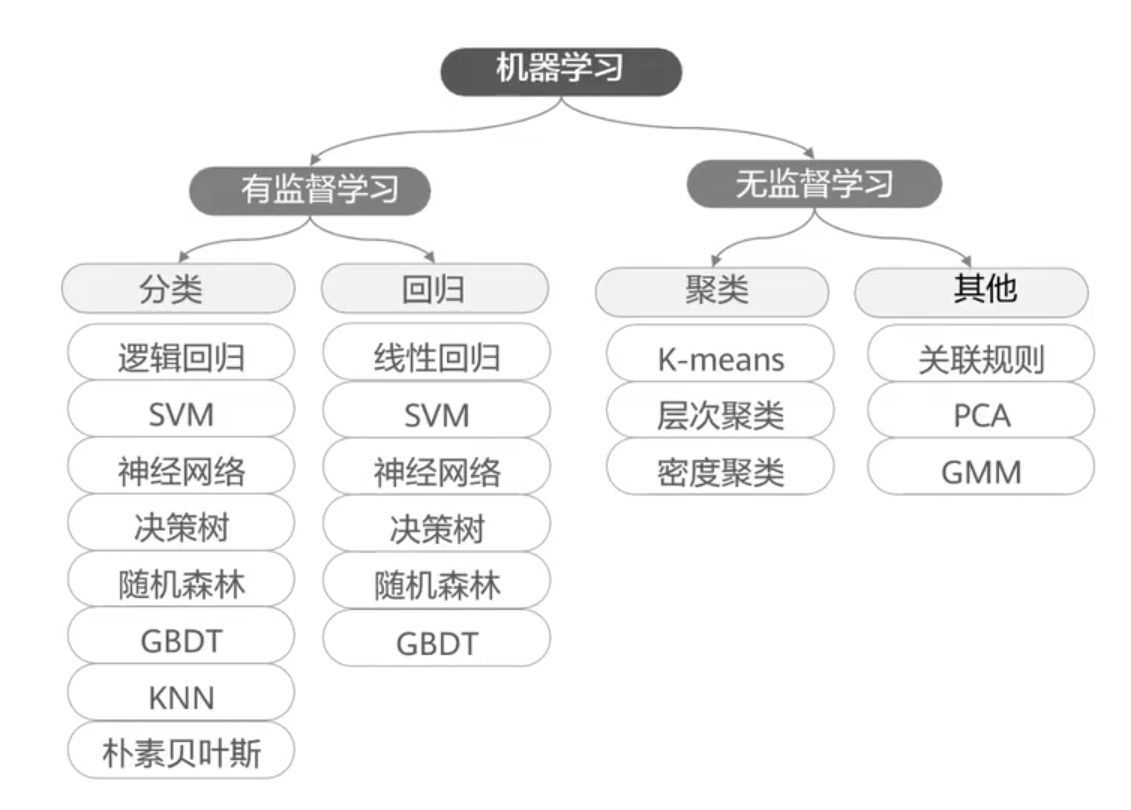 机器学习
有监督学习
无监督学习
分类
回归
聚类
其他
逻辑回归
SVM
神经网络
决策树
随机森林
GBDT
KNN
朴素贝叶斯
线性回归
SVM
神经网络
决策树
随机森林
GBDT
K-means
层次聚类
密度聚类
关联规则
PCA
GMM